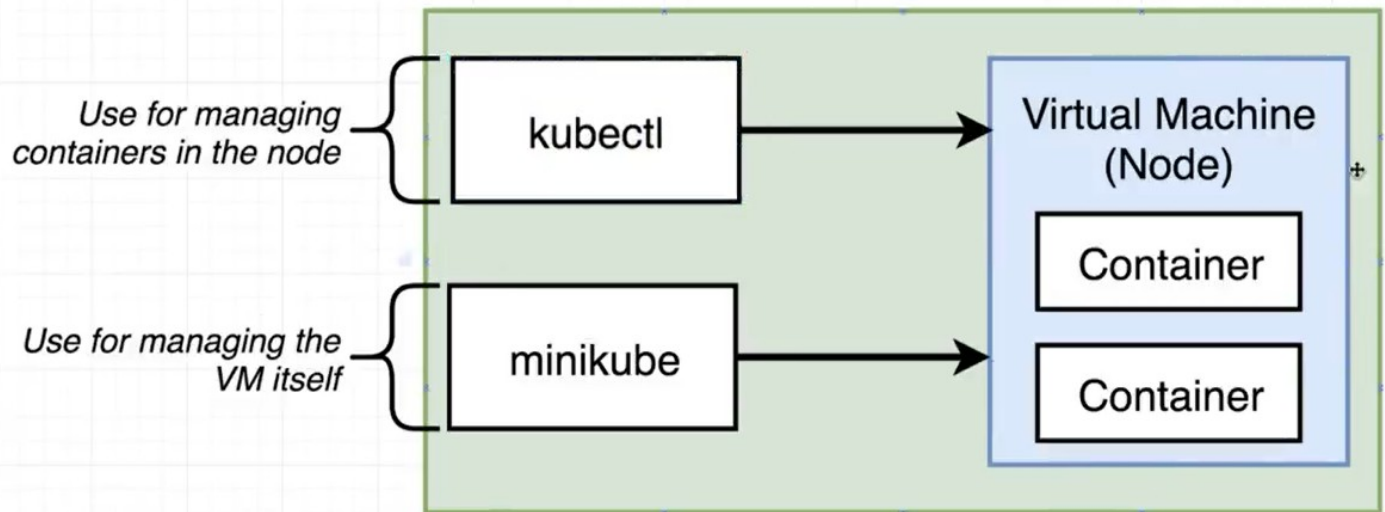 Use for managing
containers in the node
kubectl
Virtual Machine
(Node)
Container
Use for managing the
VM itself
minikube
Container